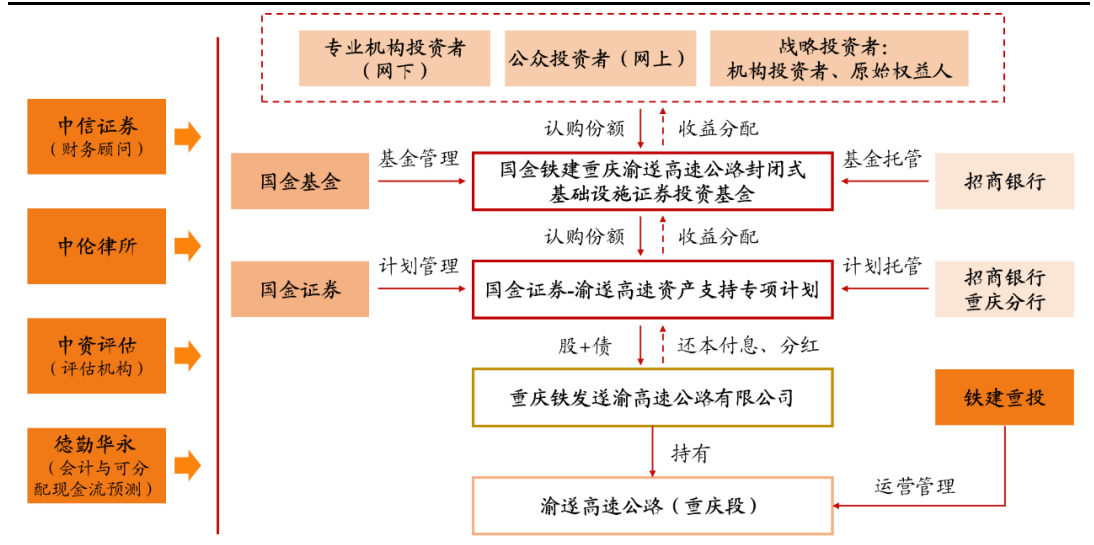 专业机构投资者
（网下）
公众投资者（网上）
战略投资者：
机构投资者、原始权益人
中信证券
（财务顾问）
认购份额
收益分配
国金基金
基金管理
国金铁建重庆渝遂高速公路封闭式
基础设施证券投资基金
基金托管
招商银行
中伦律所
认购份额
收益分配
国金证券
计划管理
国金证券-渝遂高速资产支持专项计划
计划托管
招商银行
重庆分行
中资评估
（评估机构）
股+债
还本付息、分红
重庆铁发遂渝高速公路有限公司
铁建重投
德勤华永
（会计与可分
配现金流预测）
持有
运营管理
渝遂高速公路（重庆段）